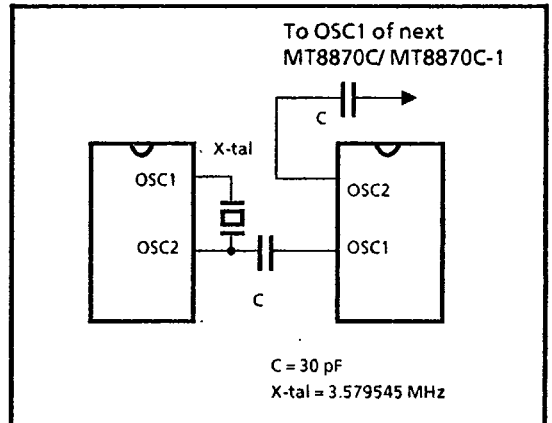 To OSC1 of next
MT8870C/ MT8870C-1
C
X-tal
OSC1
OSC2
OSC2
OSC1
C
C = 30 pF
X-tal = 3.579545 MHz